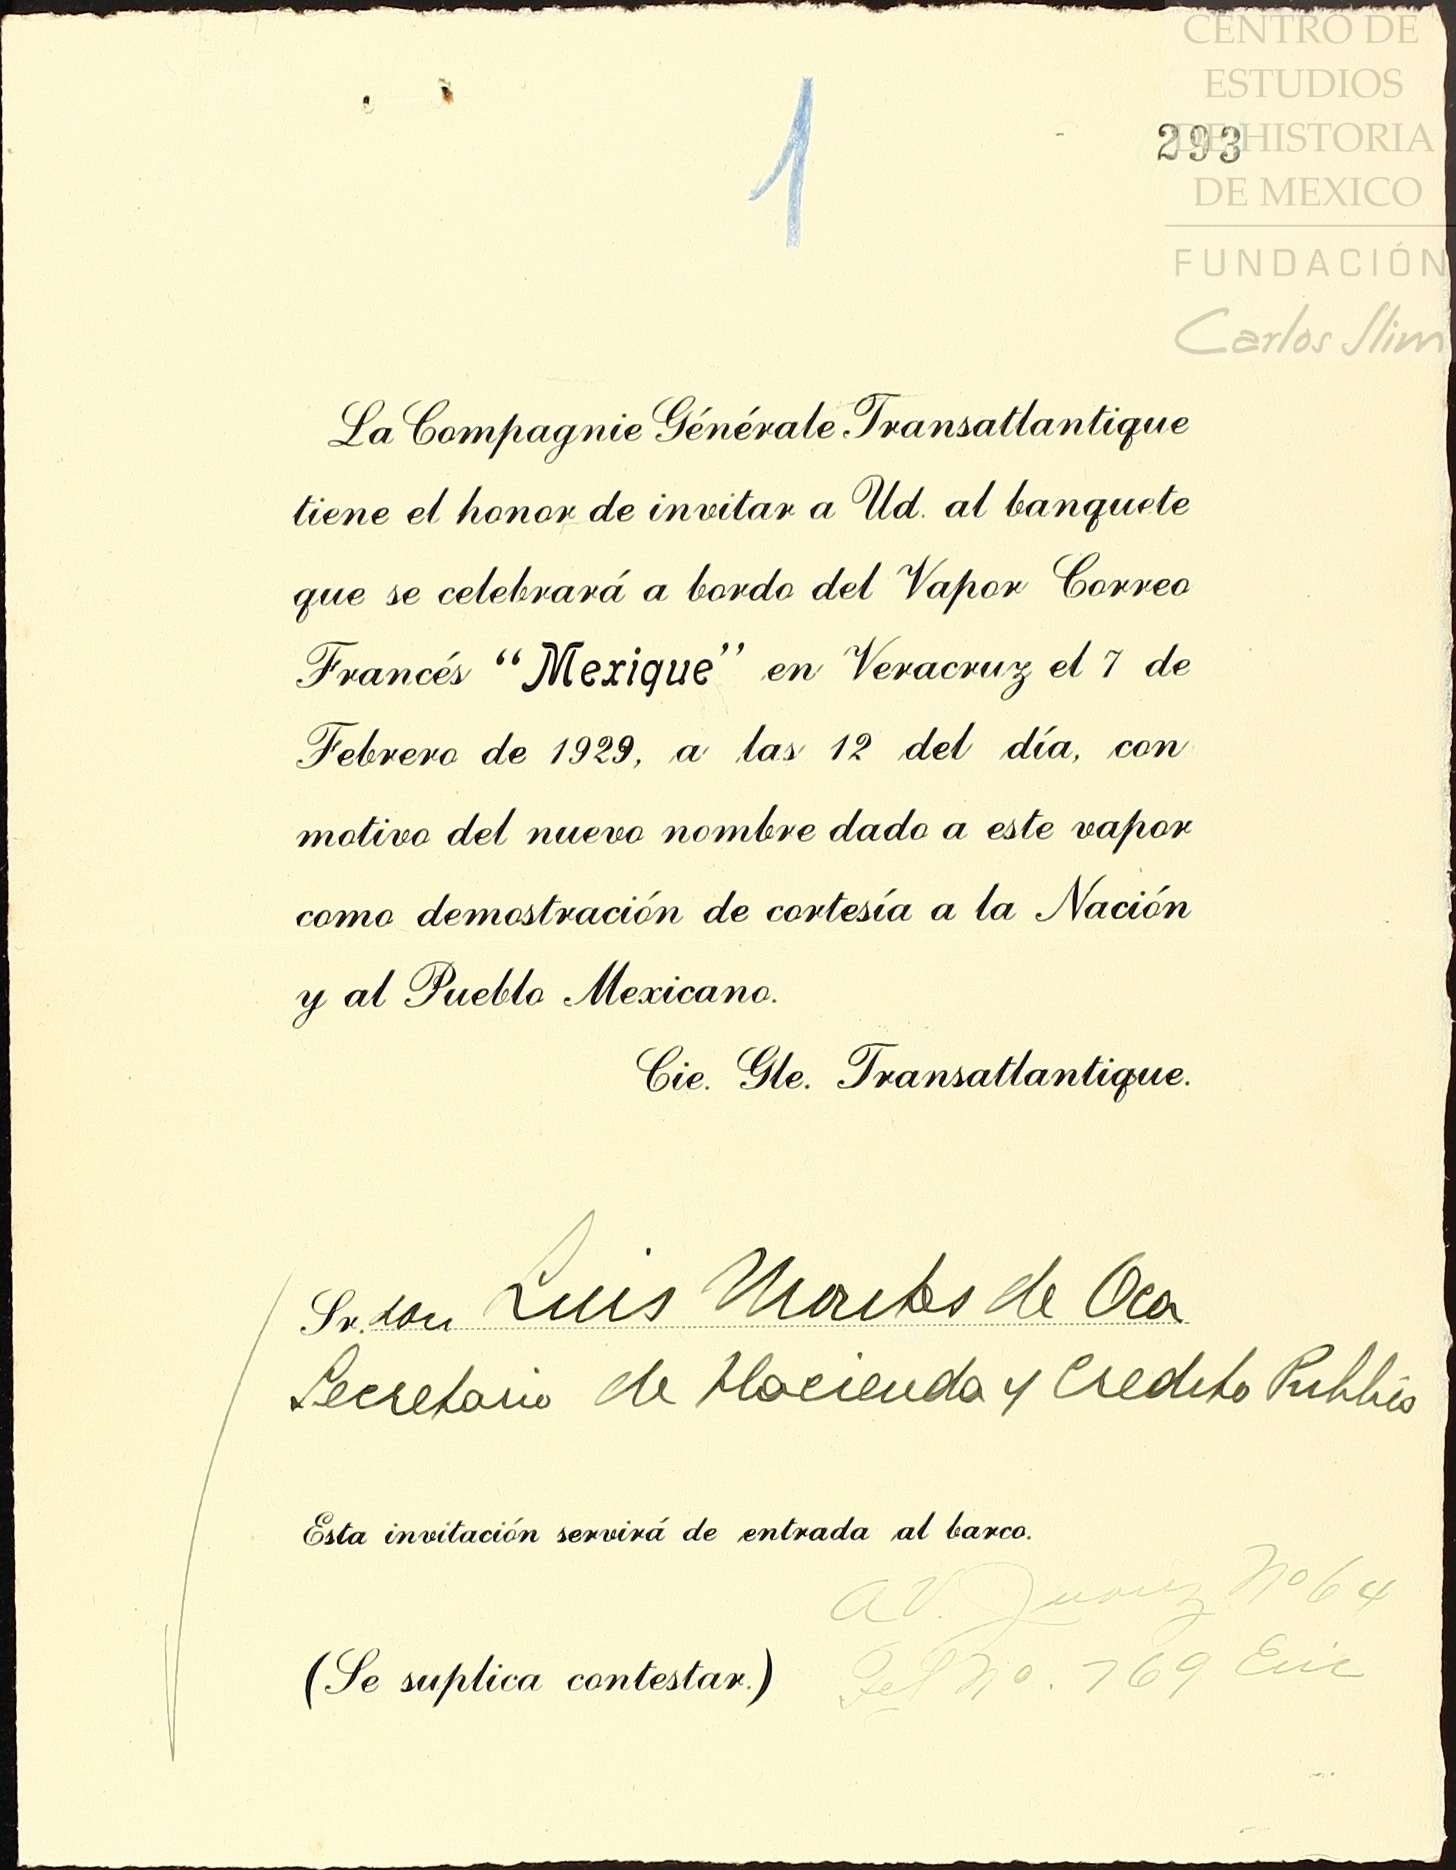 1
293
CENTRO DE
ESTUDIOS
DE HISTORIA
DE MEXICO
FUNDACIÓN
Carlos Slim
La Compagnie Générale Transatlantique
tiene el honor de invitar a Ud. al banquete
que se celebrará a bordo del Vapor Correo
Francés “Mexique” en Veracruz el 7 de
Febrero de 1929, a las 12 del día, con
motivo del nuevo nombre dado a este vapor
como demostración de cortesía a la Nación
y al Pueblo Mexicano.
Cie. Gle. Transatlantique.
Sr. don Luis Montes de Oca
Secretario de Hacienda y Credito Publico
Esta invitación servirá de entrada al barco.
Av. Juarez No 64
(Se suplica contestar.)
Tel No. 769 Eric